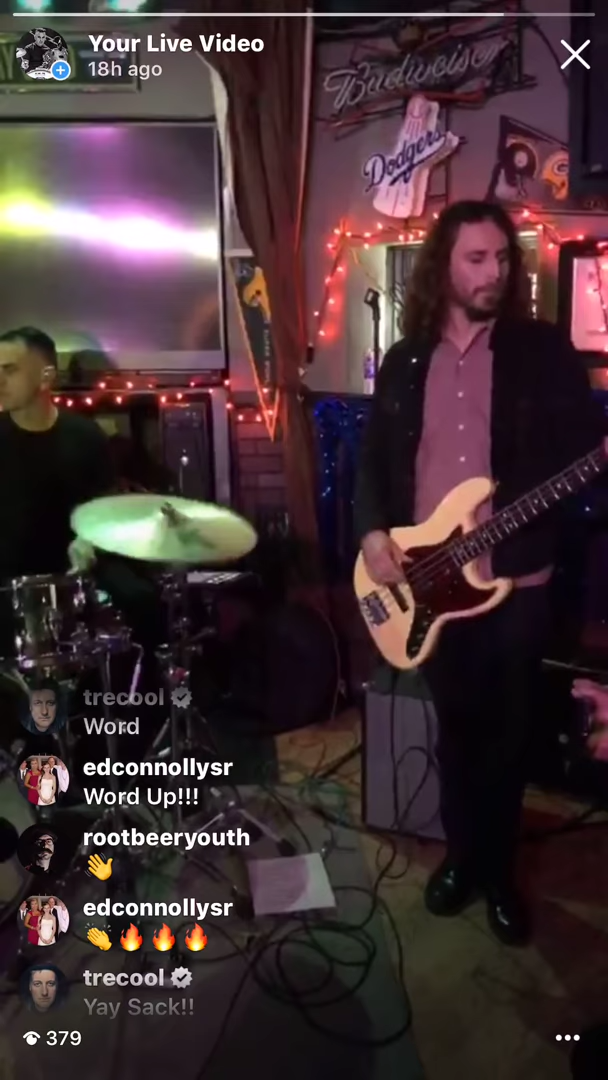 Your Live Video
18h ago
Budweiser
Dodgers
trecool
Word
edconnollysr
Word Up!!!
rootbeeryouth
👋
edconnollysr
👏🔥🔥🔥
trecool
Yay Sack!!
379